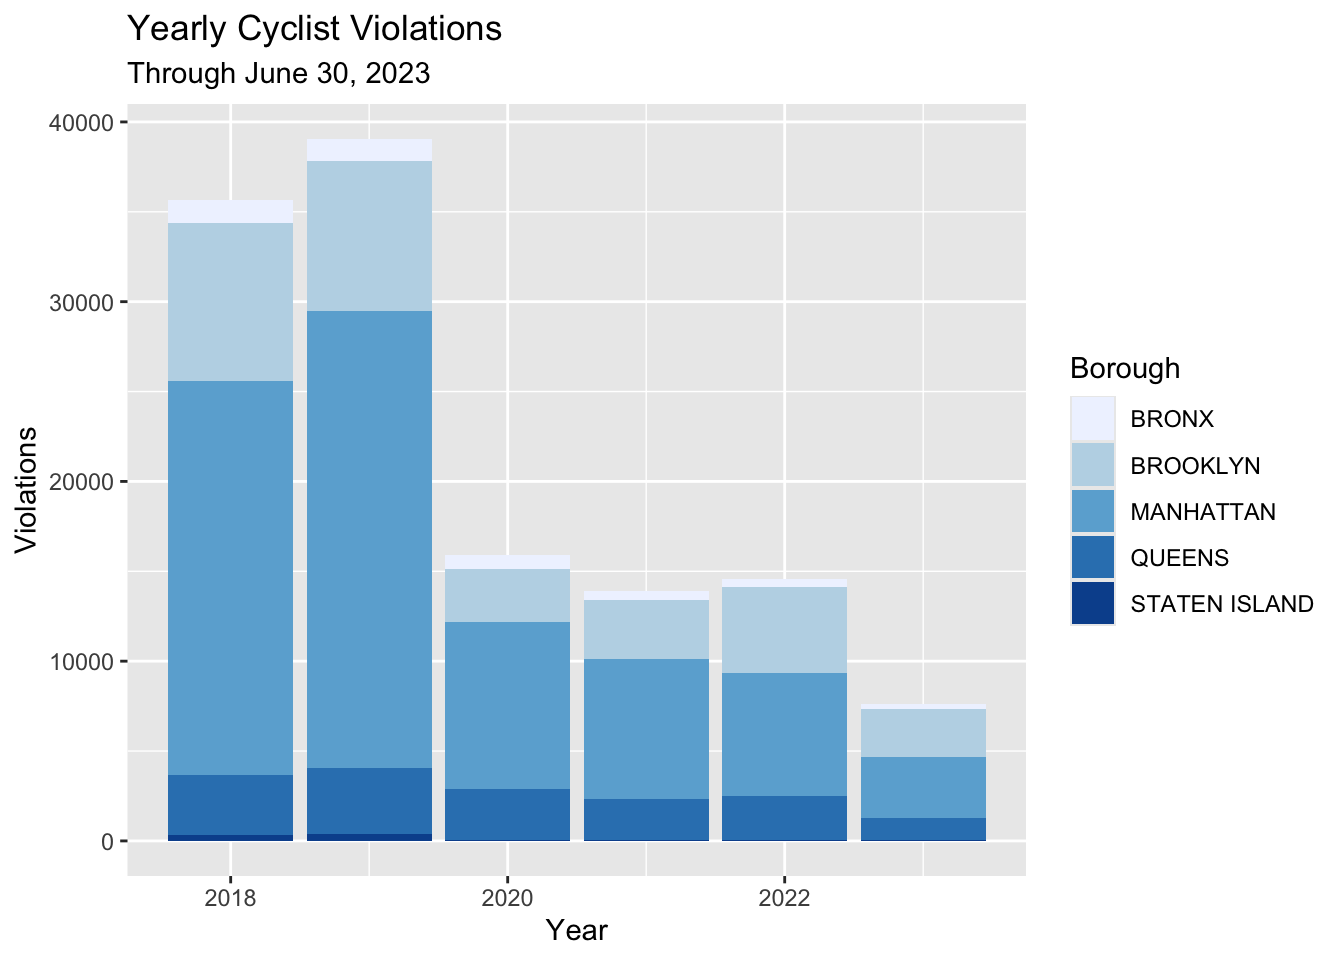 Yearly Cyclist Violations
Through June 30, 2023
40000
30000
20000
10000
0
Violations
2018
2020
2022
Year
Borough
BRONX
BROOKLYN
MANHATTAN
QUEENS
STATEN ISLAND